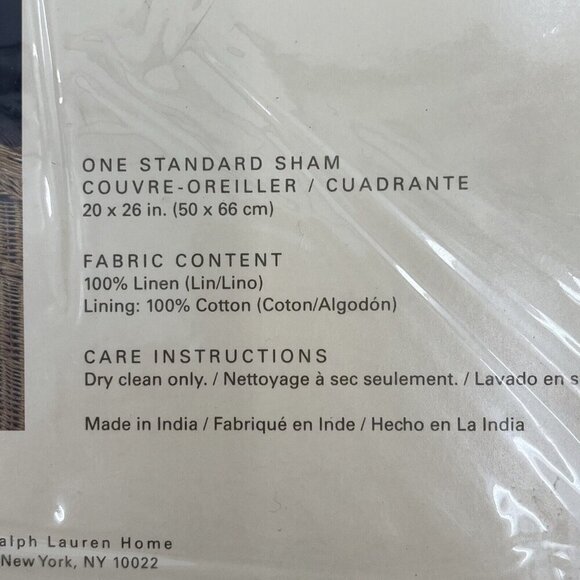 ONE STANDARD SHAM
COUVRE-OREILLER / CUADRANTE
20 x 26 in. (50 x 66 cm)
FABRIC CONTENT
100% Linen (Lin/Lino)
Lining: 100% Cotton (Coton/Algodón)
CARE INSTRUCTIONS
Dry clean only. / Nettoyage à sec seulement. / Lavado en s
Made in India / Fabriqué en Inde / Hecho en La India
alph Lauren Home
New York, NY 10022